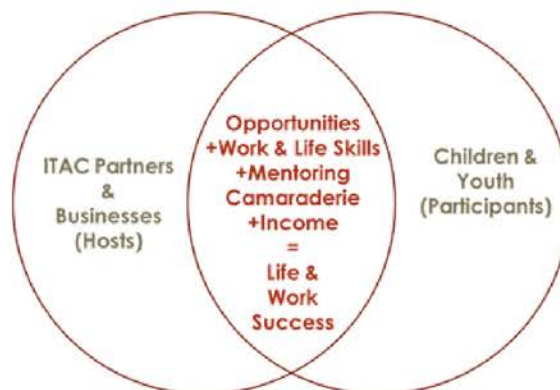 ITAC Partners
&
Businesses
(Hosts)
Opportunities
+Work & Life Skills
+Mentoring
Camaraderie
+Income
=
Life &
Work
Success
Children &
Youth
(Participants)